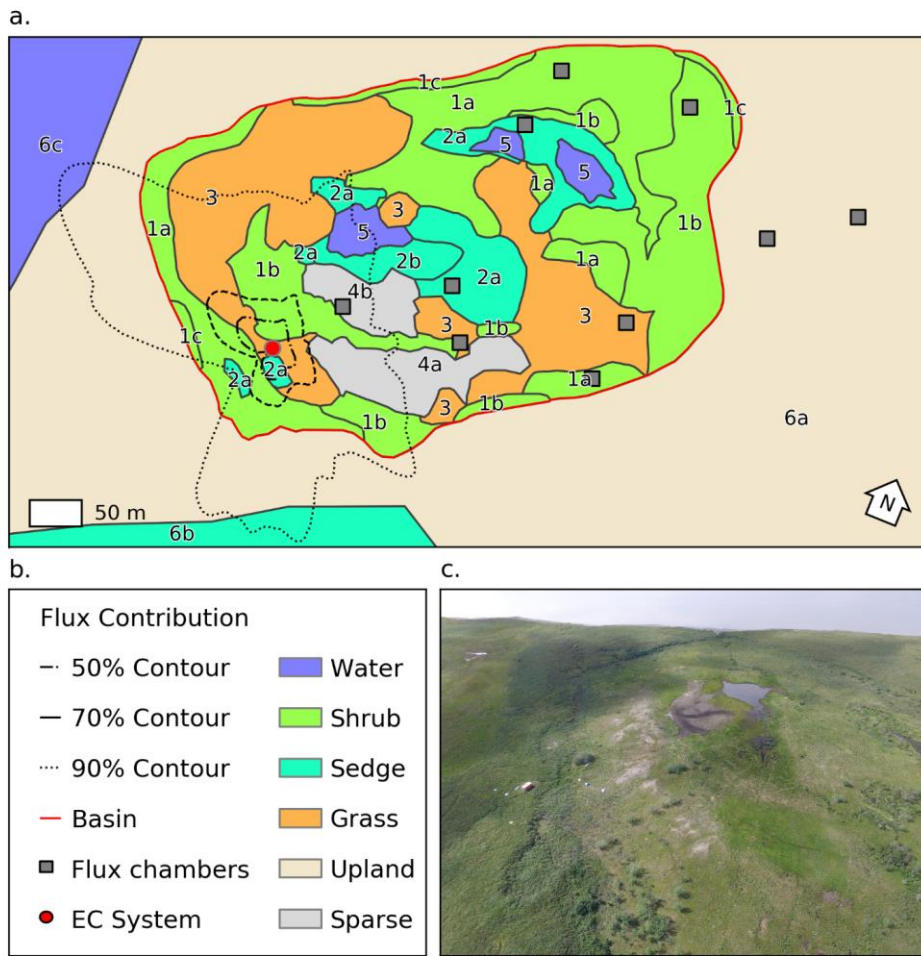 a.
1c
1a
1b
1c
2a
5
6c
5
1a
3
2a
3
1a
5
1b
2a
1b
2b
1a
2a
4b
3
3
1b
1c
4a
2a
2a
1a
3
1b
1b
6a
50 m
N
6b
b.
c.
Flux Contribution
50% Contour
Water
70% Contour
Shrub
90% Contour
Sedge
Basin
Grass
Flux chambers
Upland
EC System
Sparse